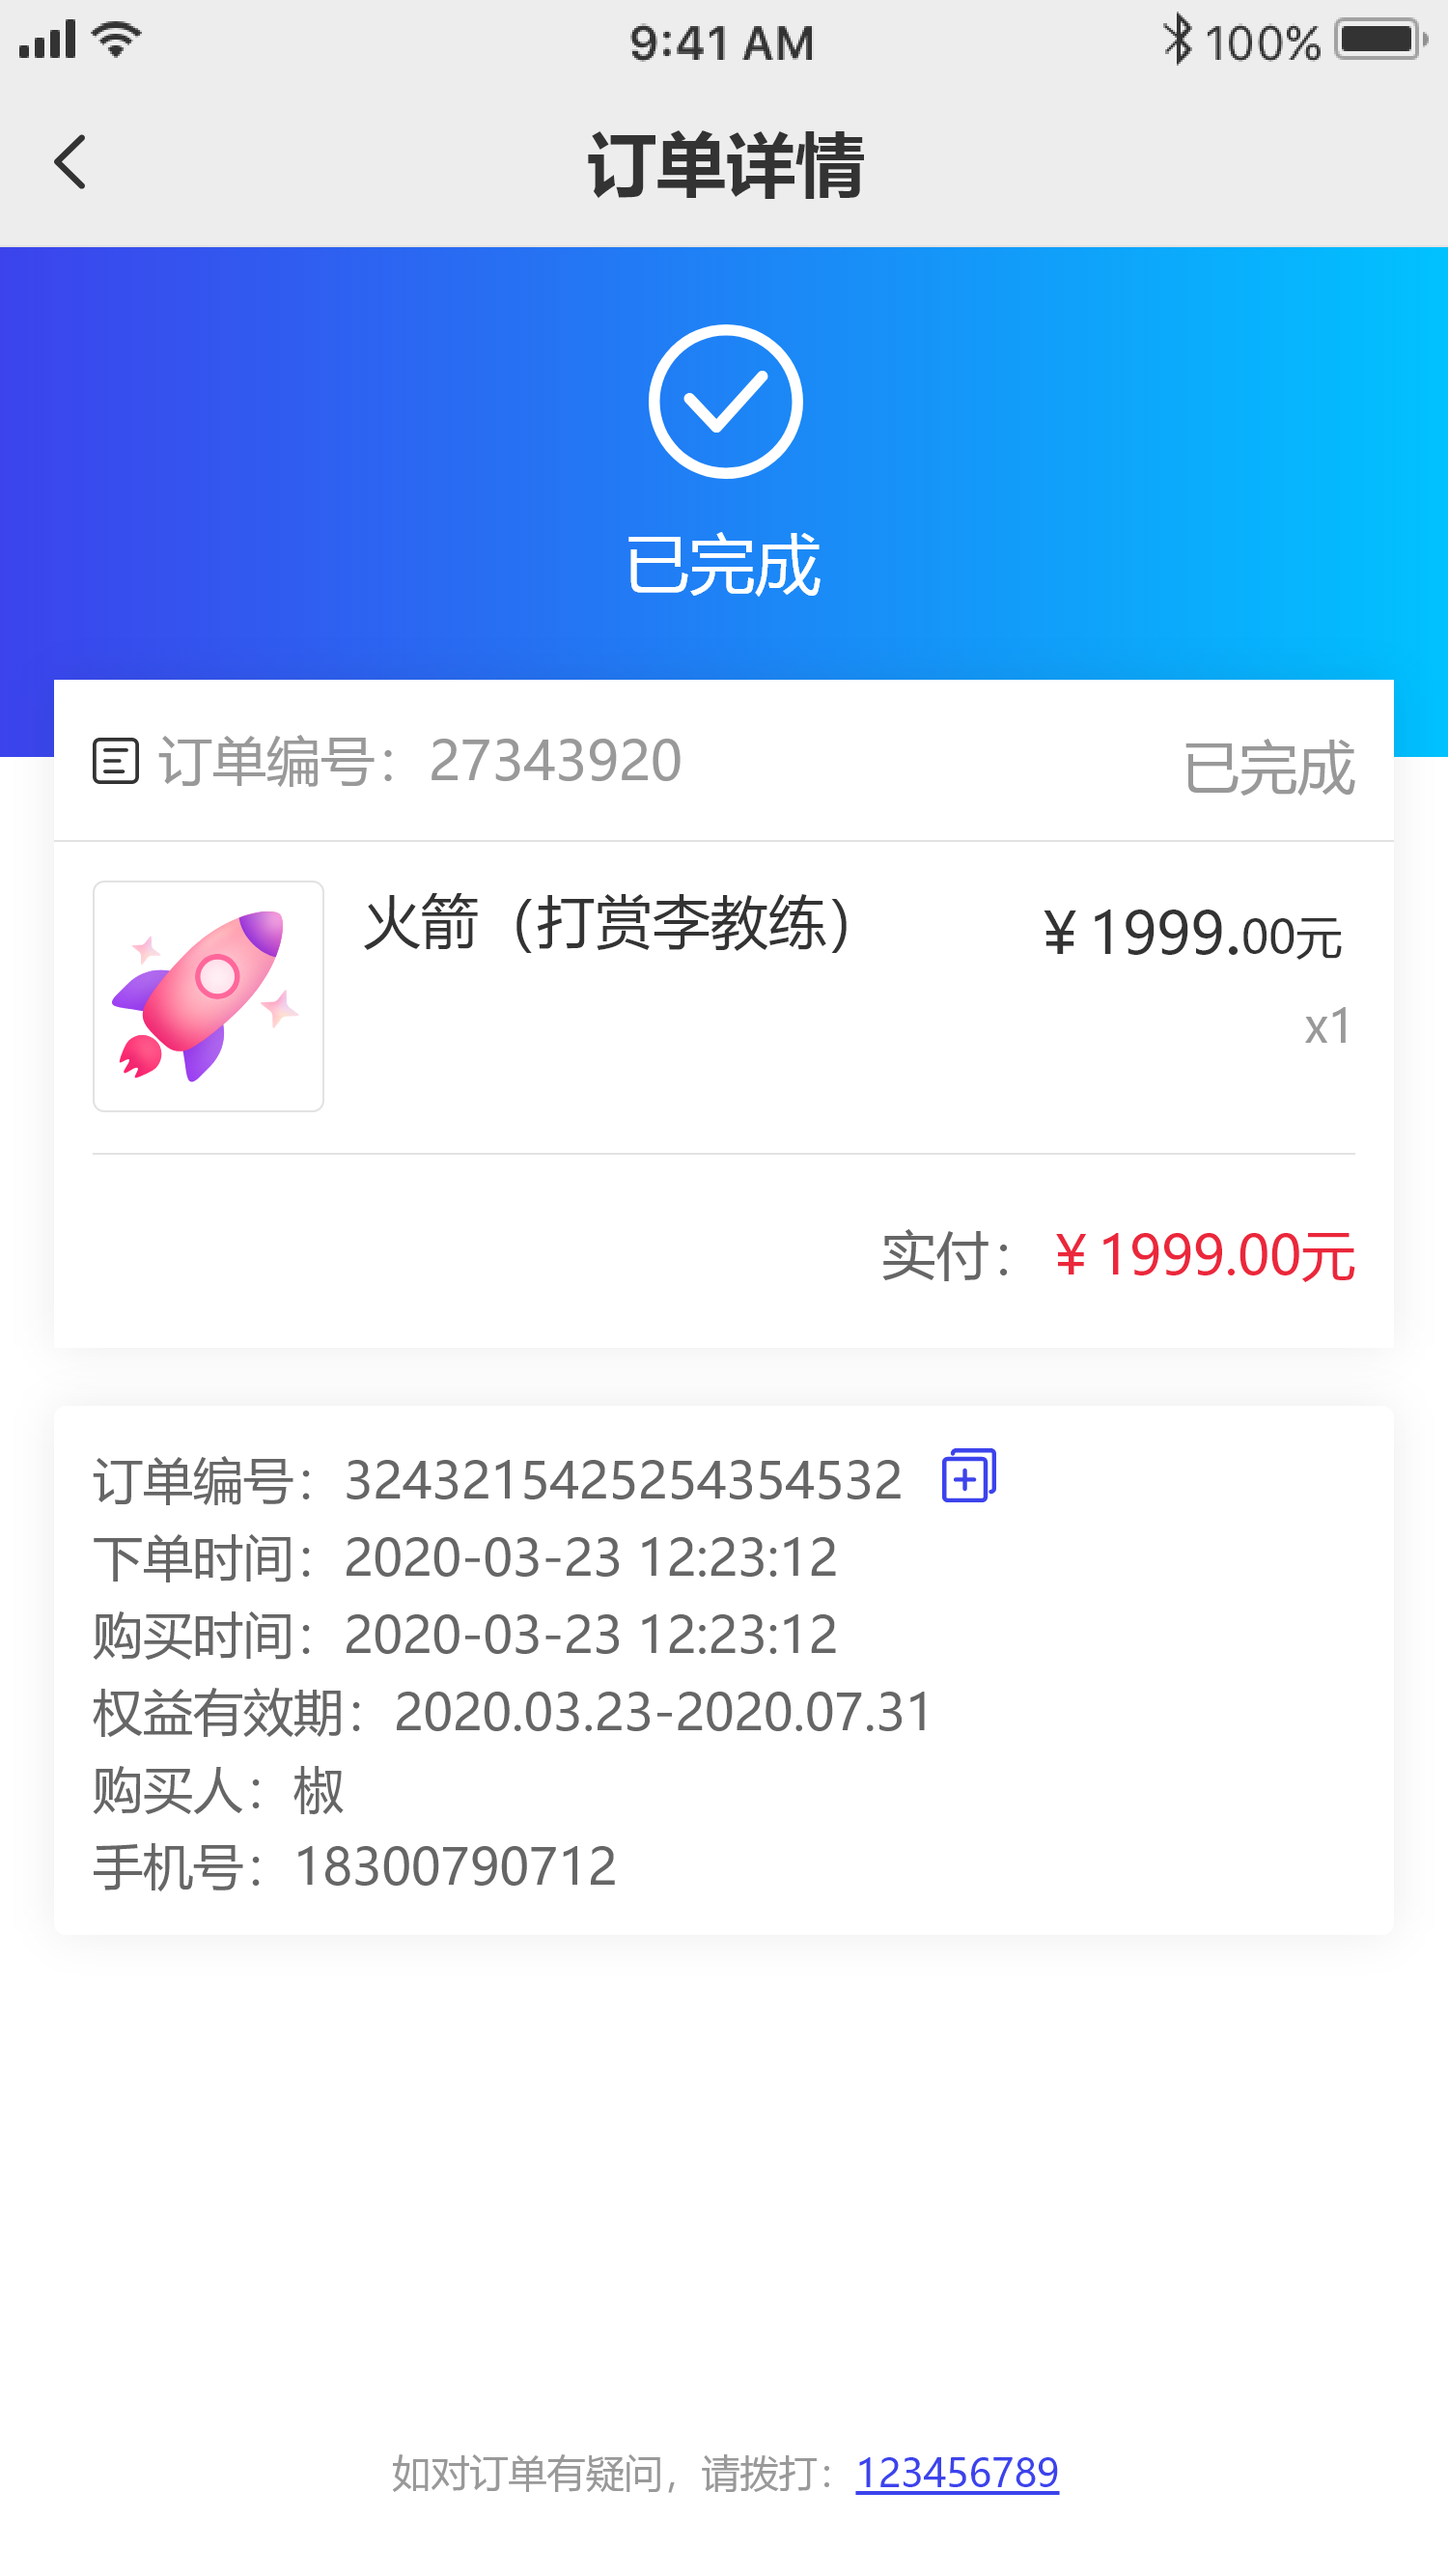 9:41 AM
100%
订单详情
已完成
订单编号：27343920
已完成
火箭（打赏李教练）
￥1999.00元
x1
实付：￥1999.00元
订单编号：3243215425254354532
下单时间：2020-03-23 12:23:12
购买时间：2020-03-23 12:23:12
权益有效期：2020.03.23-2020.07.31
购买人：椒
手机号：18300790712
如对订单有疑问，请拨打：123456789